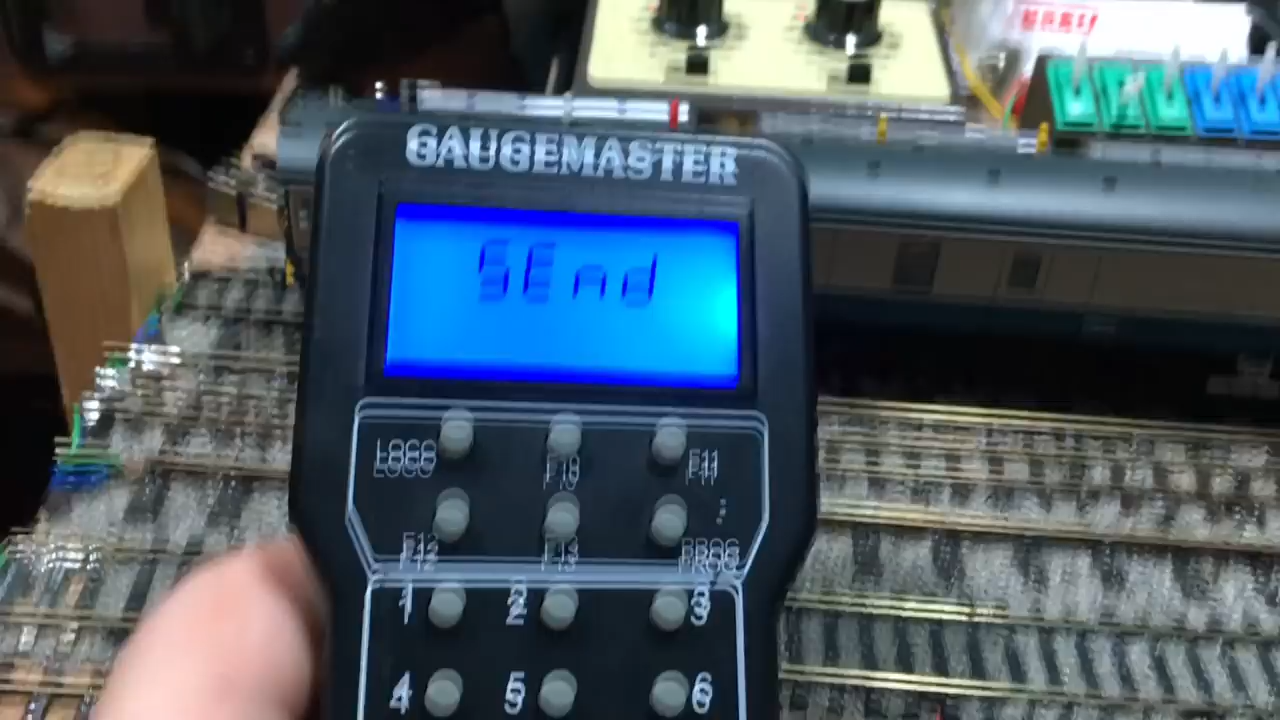 GAUGEMASTER
SEnd
LOCO F10 F11
F12 F13 PROG
1 2 3
4 5 6